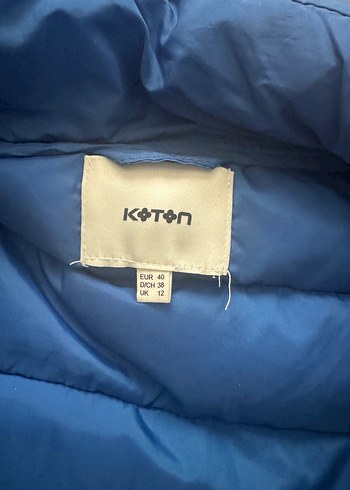 KOTON
EUR 40
D/CH 38
UK 12